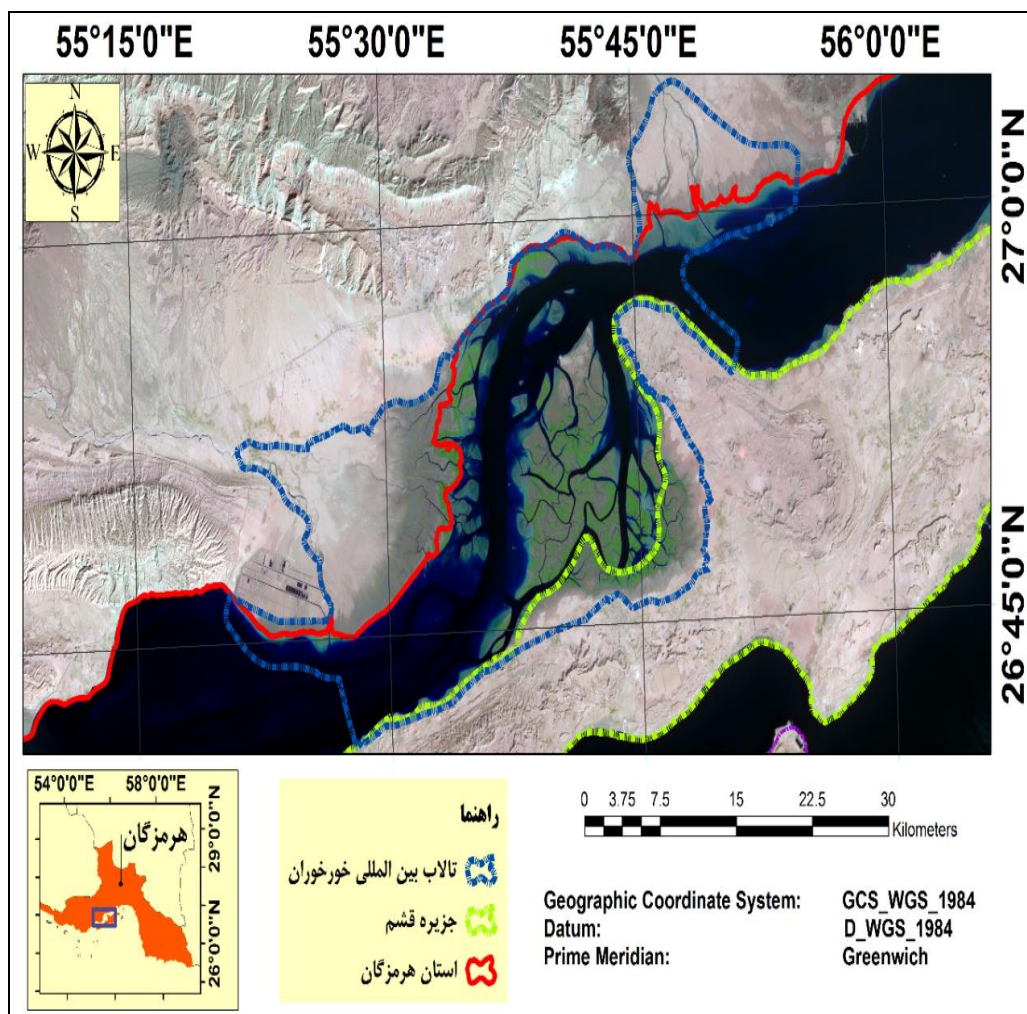 55°15'0"E 55°30'0"E 55°45'0"E 56°0'0"E
N
W E
S
27°0'0"N
26°45'0"N
54°0'0"E 58°0'0"E
هرمزگان
29°0'0"N
26°0'0"N
راهنما
تالاب بین المللی خورخوران
جزیره قشم
استان هرمزگان
0 3.75 7.5 15 22.5 30
Kilometers
Geographic Coordinate System: GCS_WGS_1984
Datum: D_WGS_1984
Prime Meridian: Greenwich